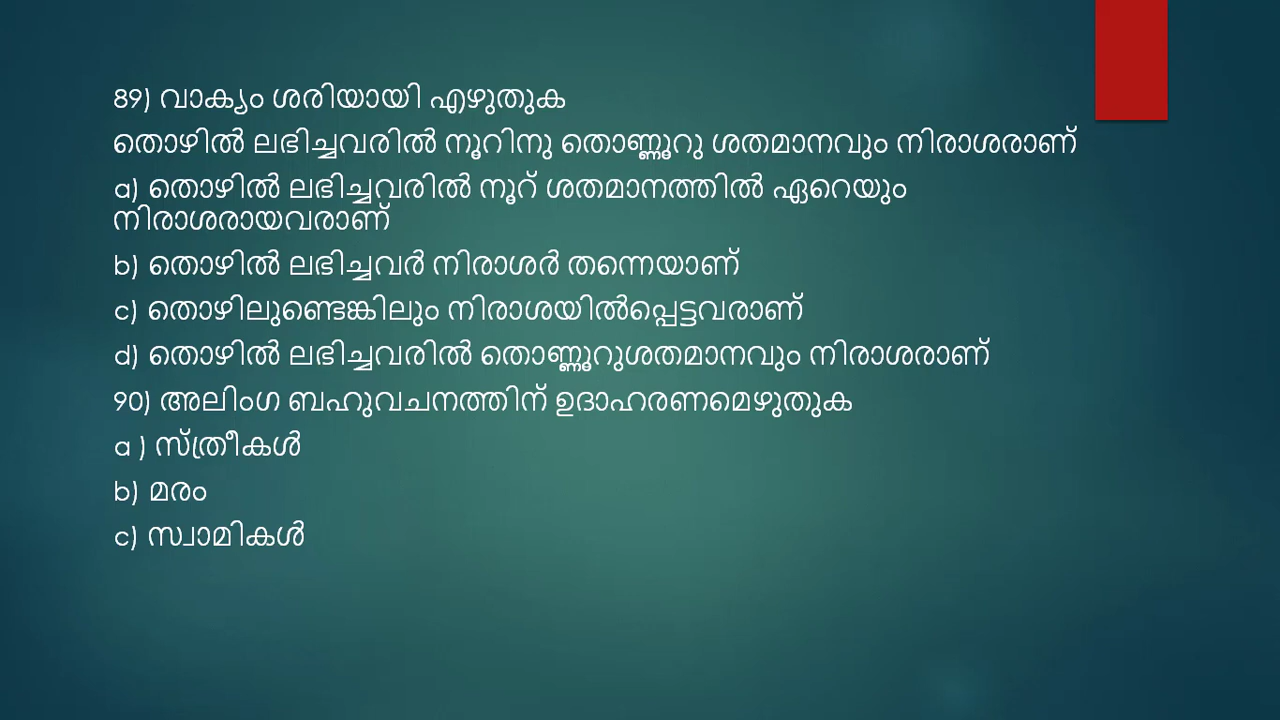 89) വാക്യം ശരിയായി എഴുതുക
തൊഴിൽ ലഭിച്ചവരിൽ നൂറിനു തൊണ്ണൂറു ശതമാനവും നിരാശരാണ്
a) തൊഴിൽ ലഭിച്ചവരിൽ നൂറ് ശതമാനത്തിൽ ഏറെയും
നിരാശരായവരാണ്
b) തൊഴിൽ ലഭിച്ചവർ നിരാശർ തന്നെയാണ്
c) തൊഴിലുണ്ടെങ്കിലും നിരാശയിൽപ്പെട്ടവരാണ്
d) തൊഴിൽ ലഭിച്ചവരിൽ തൊണ്ണൂറുശതമാനവും നിരാശരാണ്
90) അലിംഗ ബഹുവചനത്തിന് ഉദാഹരണമെഴുതുക
a ) സ്ത്രീകൾ
b) മരം
c) സ്വാമികൾ